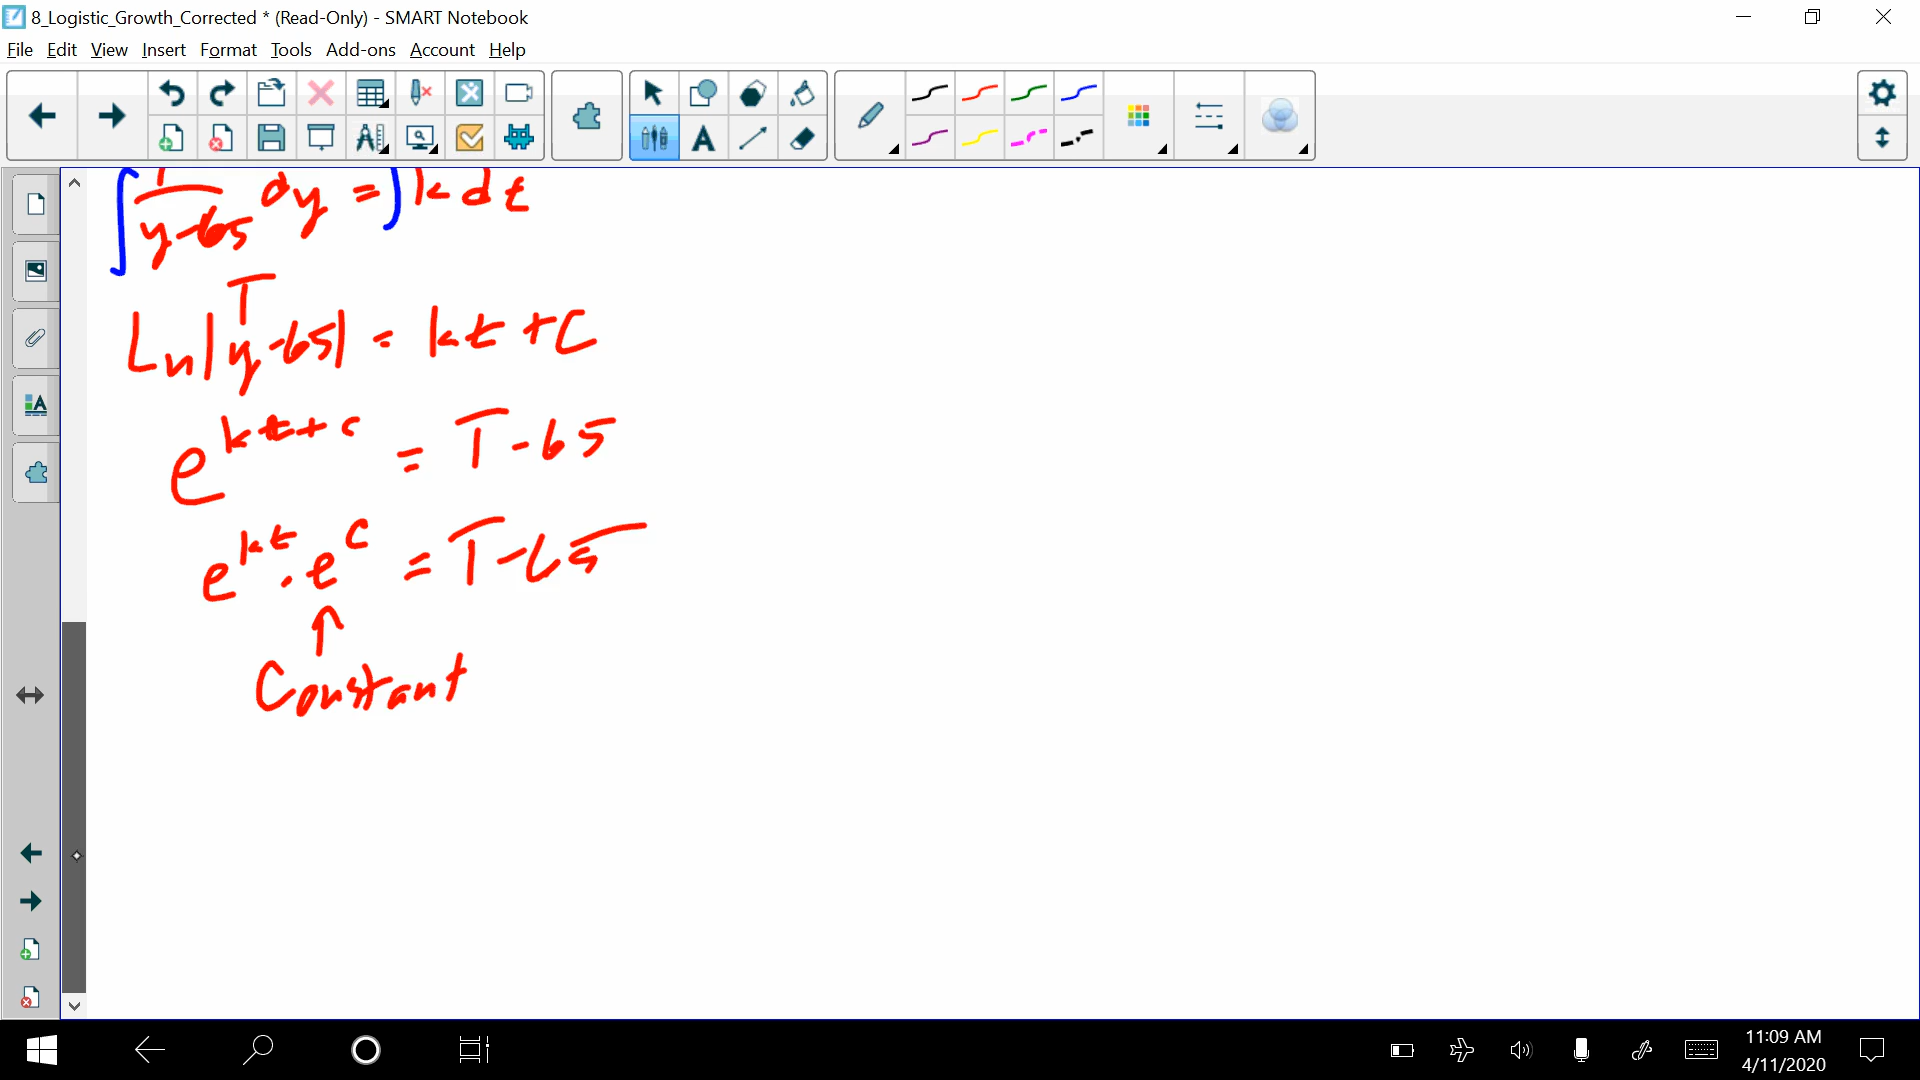 8_Logistic_Growth_Corrected * (Read-Only) - SMART Notebook
File Edit View Insert Format Tools Add-ons Account Help
∫ 1/(y-65) dy = ∫ k dt
T
Ln|y-65| = kt + C
e^(kt+c) = T-65
e^(kt) · e^C = T-65
↑
Constant
11:09 AM
4/11/2020